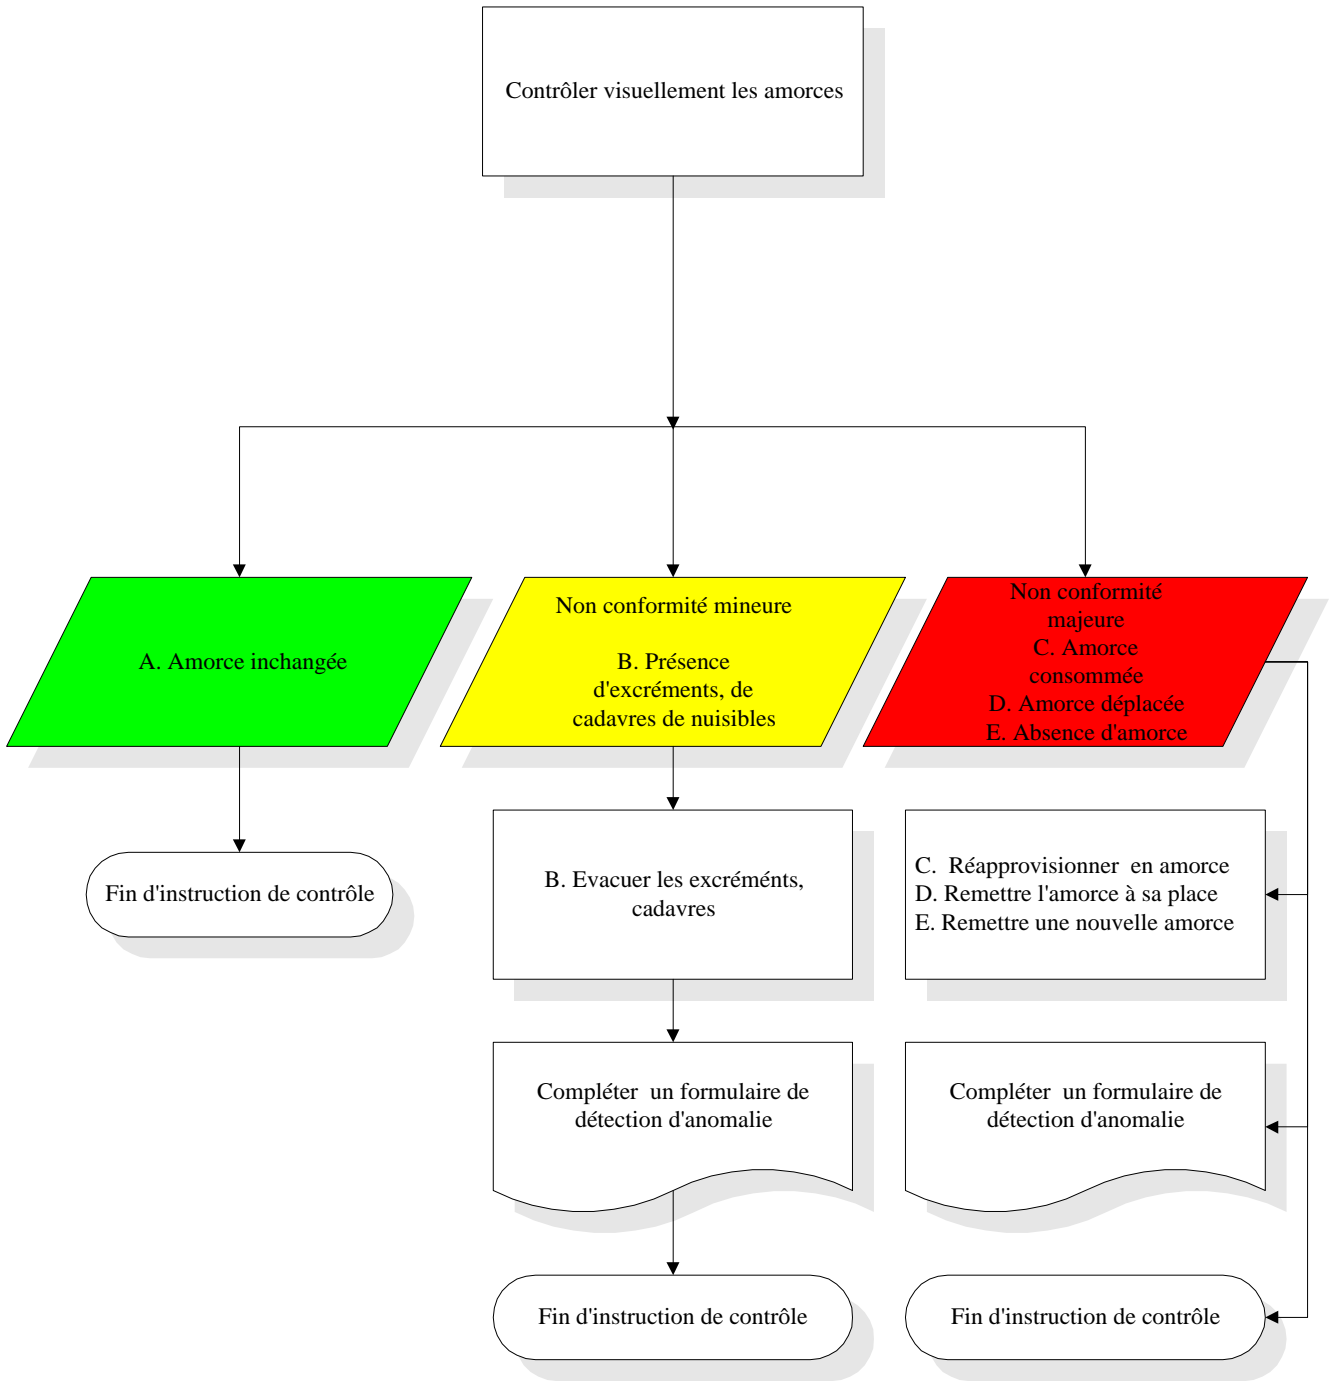 Contrôler visuellement les amorces
A. Amorce inchangée
Non conformité mineure
B. Présence
d'excréments, de
cadavres de nuisibles
Non conformité
majeure
C. Amorce
consommée
D. Amorce déplacée
E. Absence d'amorce
Fin d'instruction de contrôle
B. Evacuer les excréménts,
cadavres
C.  Réapprovisionner  en amorce
D. Remettre l'amorce à sa place
E. Remettre une nouvelle amorce
Compléter  un formulaire de
détection d'anomalie
Compléter  un formulaire de
détection d'anomalie
Fin d'instruction de contrôle
Fin d'instruction de contrôle